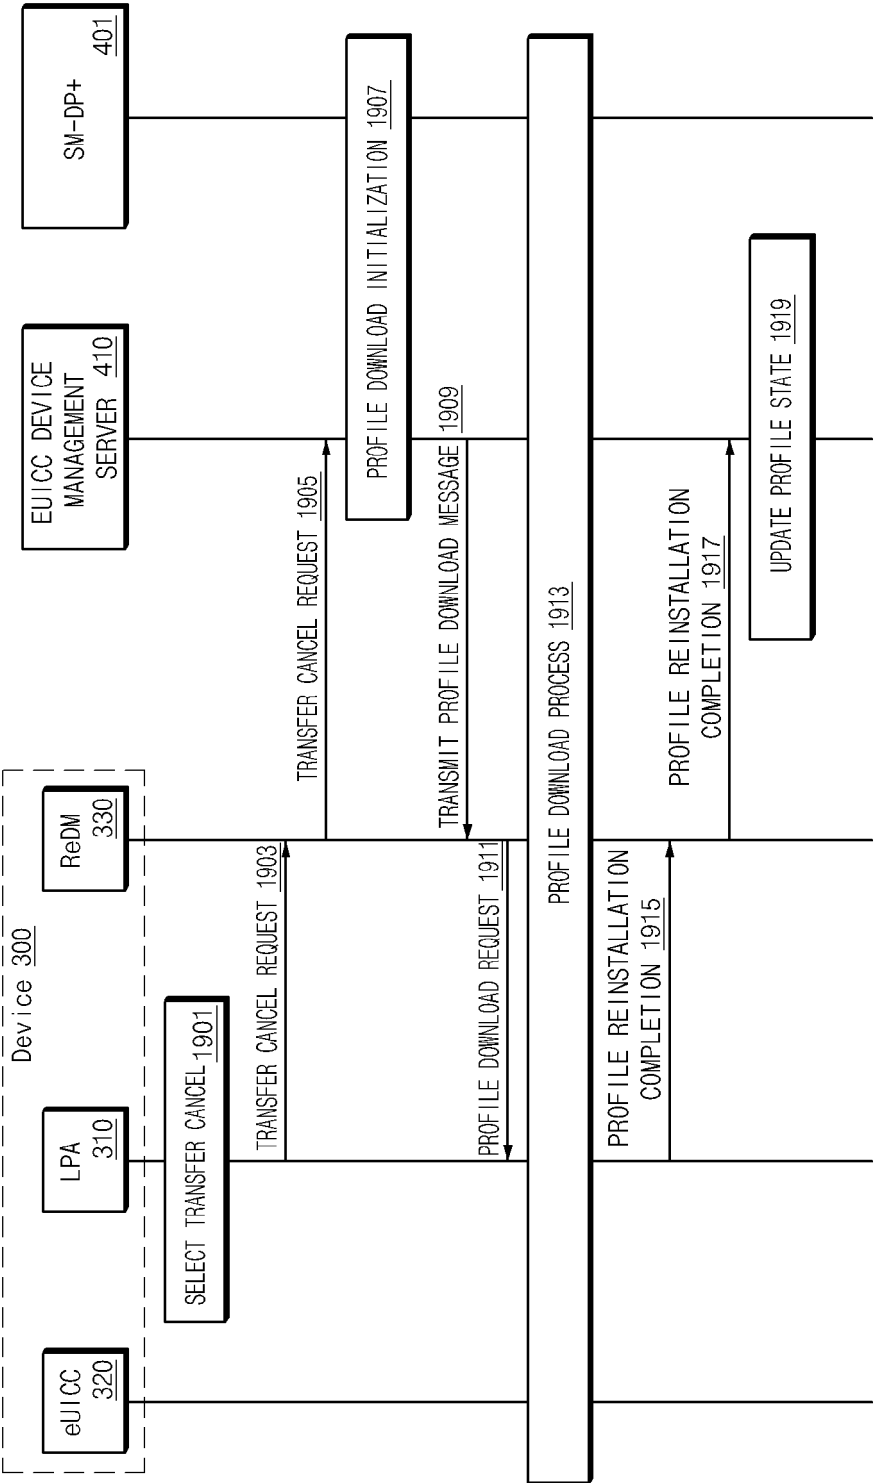 Device 300
eUICC
320
LPA
310
ReDM
330
EUICC DEVICE
MANAGEMENT
SERVER 410
SM-DP+
401
SELECT TRANSFER CANCEL 1901
TRANSFER CANCEL REQUEST 1903
TRANSFER CANCEL REQUEST 1905
PROFILE DOWNLOAD INITIALIZATION 1907
TRANSMIT PROFILE DOWNLOAD MESSAGE 1909
PROFILE DOWNLOAD REQUEST 1911
PROFILE DOWNLOAD PROCESS 1913
PROFILE REINSTALLATION
COMPLETION 1915
PROFILE REINSTALLATION
COMPLETION 1917
UPDATE PROFILE STATE 1919